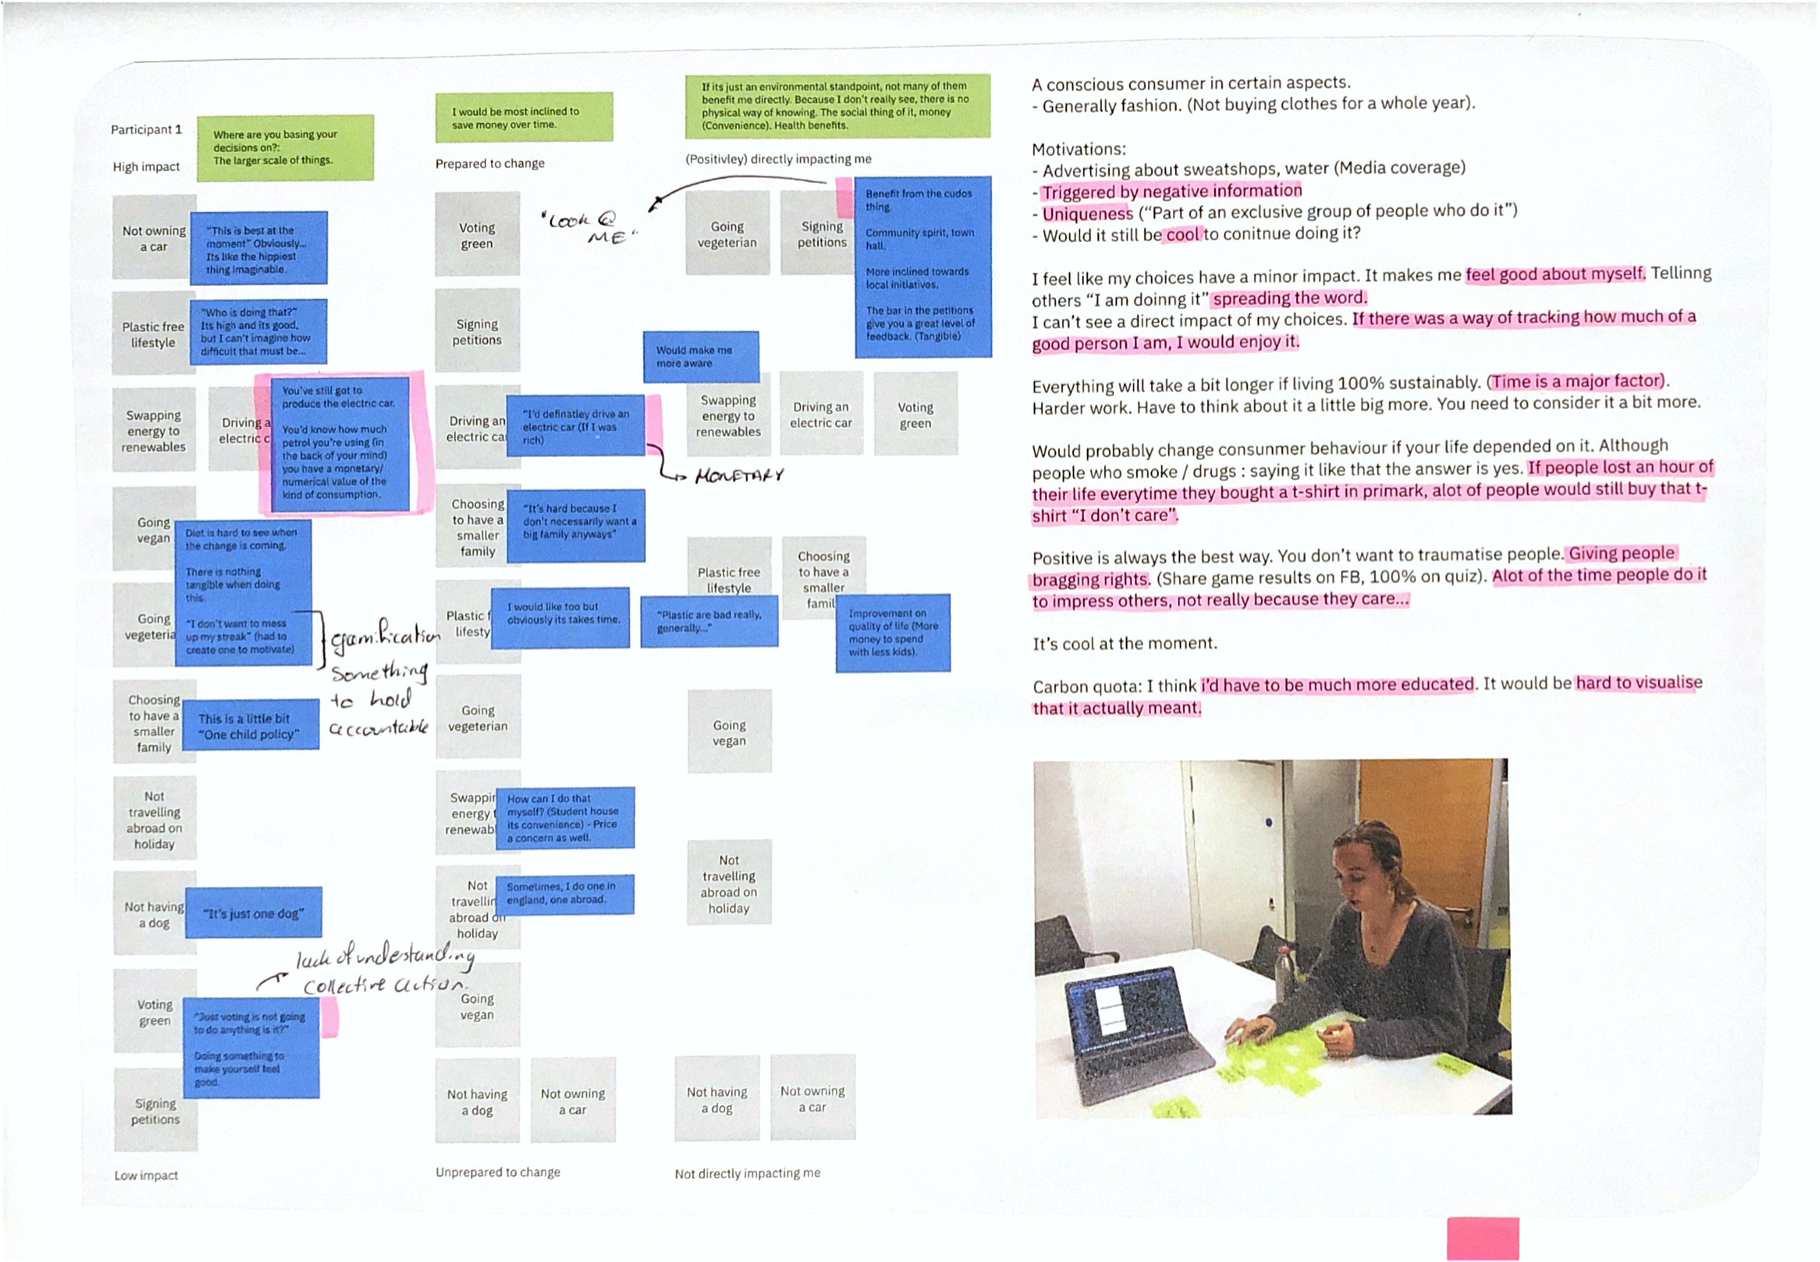 Participant 1
High impact
Where are you basing your
decisions on?:
The larger scale of things.
Not owning
a car
"This is best at the
moment" Obviously...
Its like the hippiest
thing imaginable.
Plastic free
lifestyle
"Who is doing that?"
Its high and its good,
but I can't imagine how
difficult that must be...
Swapping
energy to
renewables
Driving a
electric c
You've still got to
produce the electric car.
You'd know how much
petrol you're using (in
the back of your mind)
you have a monetary/
numerical value of the
kind of consumption.
Going
vegan
Diet is hard to see when
the change is coming.
There is nothing
tangible when doing
this.
"I don't want to mess
up my streak" (had to
create one to motivate)
Going
vegeteria
gamification
something
to hold
accountable
Choosing
to have a
smaller
family
This is a little bit
"One child policy"
Not
travelling
abroad on
holiday
Not having
a dog
"It's just one dog"
lack of understanding
collective action.
Voting
green
"Just voting is not going
to do anything is it?"
Doing something to
make yourself feel
good.
Signing
petitions
Low impact
I would be most inclined to
save money over time.
Prepared to change
Voting
green
"Look @
ME"
Signing
petitions
Driving an
electric ca
"I'd definatley drive an
electric car (If I was
rich)
MONETARY
Choosing
to have a
smaller
family
"It's hard because I
don't necessarily want a
big family anyways"
Plastic f
lifesty
I would like too but
obviously its takes time.
Going
vegeterian
Swappin
energy t
renewab
How can I do that
myself? (Student house
its convenience) - Price
a concern as well.
Not
travellin
abroad on
holiday
Sometimes, I do one in
england, one abroad.
Going
vegan
Not having
a dog
Not owning
a car
Unprepared to change
If its just an environmental standpoint, not many of them
benefit me directly. Because I don't really see, there is no
physical way of knowing. The social thing of it, money
(Convenience). Health benefits.
(Positivley) directly impacting me
Going
vegeterian
Signing
petitions
Benefit from the cudos
thing.
Community spirit, town
hall.
More inclined towards
local initiatives.
The bar in the petitions
give you a great level of
feedback. (Tangible)
Would make me
more aware
Swapping
energy to
renewables
Driving an
electric car
Voting
green
Plastic free
lifestyle
"Plastic are bad really,
generally..."
Choosing
to have a
smaller
famil
Improvement on
quality of life (More
money to spend
with less kids).
Going
vegan
Not
travelling
abroad on
holiday
Not having
a dog
Not owning
a car
Not directly impacting me
A conscious consumer in certain aspects.
- Generally fashion. (Not buying clothes for a whole year).
Motivations:
- Advertising about sweatshops, water (Media coverage)
- Triggered by negative information
- Uniqueness ("Part of an exclusive group of people who do it")
- Would it still be cool to conitnue doing it?
I feel like my choices have a minor impact. It makes me feel good about myself. Tellinng
others "I am doinng it" spreading the word.
I can't see a direct impact of my choices. If there was a way of tracking how much of a
good person I am, I would enjoy it.
Everything will take a bit longer if living 100% sustainably. (Time is a major factor).
Harder work. Have to think about it a little big more. You need to consider it a bit more.
Would probably change consunmer behaviour if your life depended on it. Although
people who smoke / drugs : saying it like that the answer is yes. If people lost an hour of
their life everytime they bought a t-shirt in primark, alot of people would still buy that t-
shirt "I don't care".
Positive is always the best way. You don't want to traumatise people. Giving people
bragging rights. (Share game results on FB, 100% on quiz). Alot of the time people do it
to impress others, not really because they care...
It's cool at the moment.
Carbon quota: I think i'd have to be much more educated. It would be hard to visualise
that it actually meant.